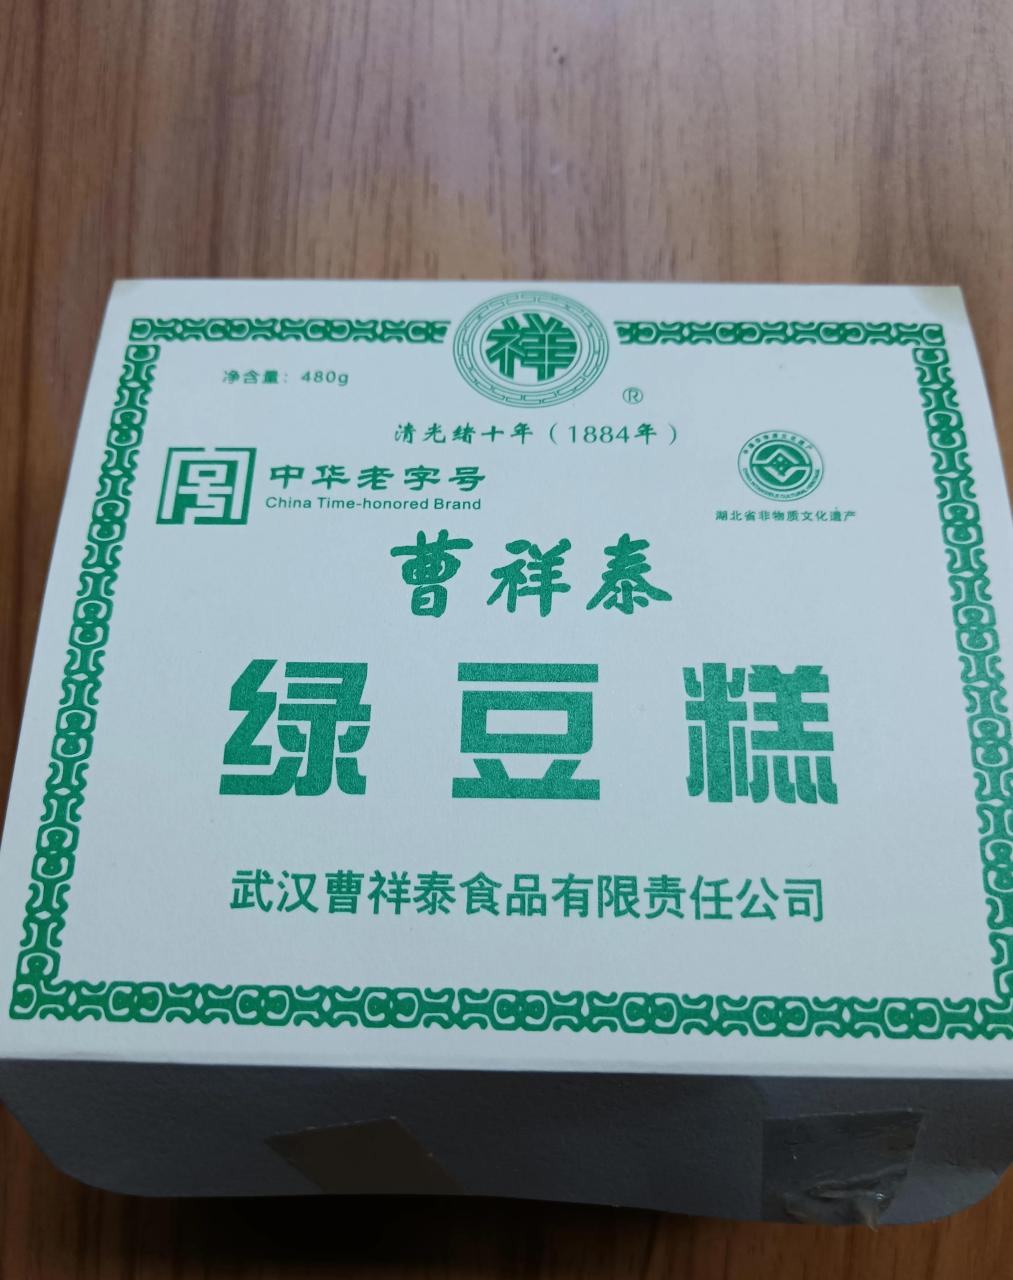 祥
®
净含量：480g
清光绪十年（1884年）
中华老字号
China Time-honored Brand
湖北省非物质文化遗产
曹祥泰
绿豆糕
武汉曹祥泰食品有限责任公司